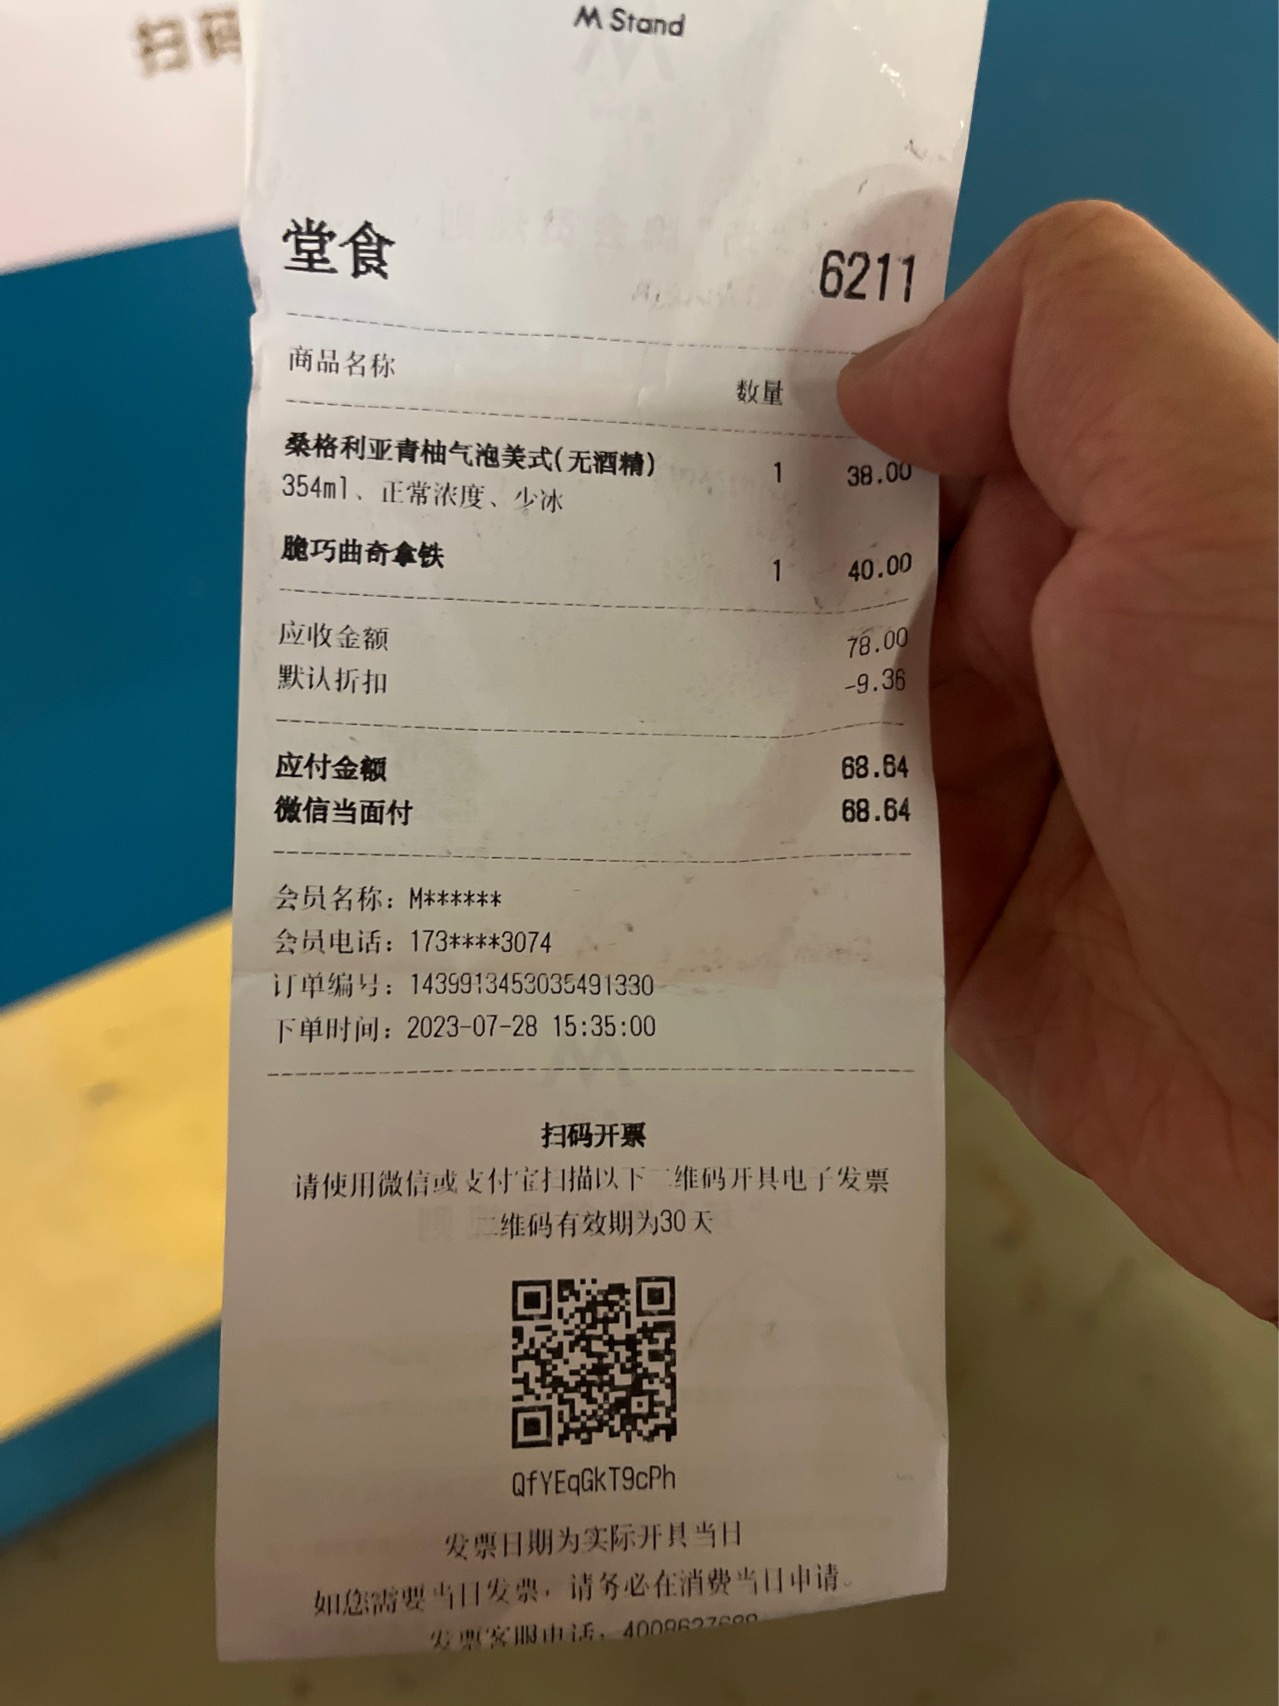 扫码
M Stand
堂食 6211
商品名称 数量
桑格利亚青柚气泡美式(无酒精) 1 38.00
354ml、正常浓度、少冰
脆巧曲奇拿铁 1 40.00
应收金额 78.00
默认折扣 -9.36
应付金额 68.64
微信当面付 68.64
会员名称：M******
会员电话：173****3074
订单编号：1439913453035491330
下单时间：2023-07-28 15:35:00
扫码开票
请使用微信或支付宝扫描以下二维码开具电子发票
二维码有效期为30天
QfYEqGkT9cPh
发票日期为实际开具当日
如您需要当日发票，请务必在消费当日申请。
发票客服电话：